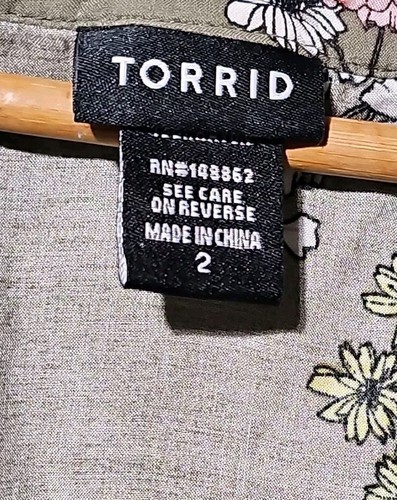 TORRID
RN#148862
SEE CARE
ON REVERSE
MADE IN CHINA
2